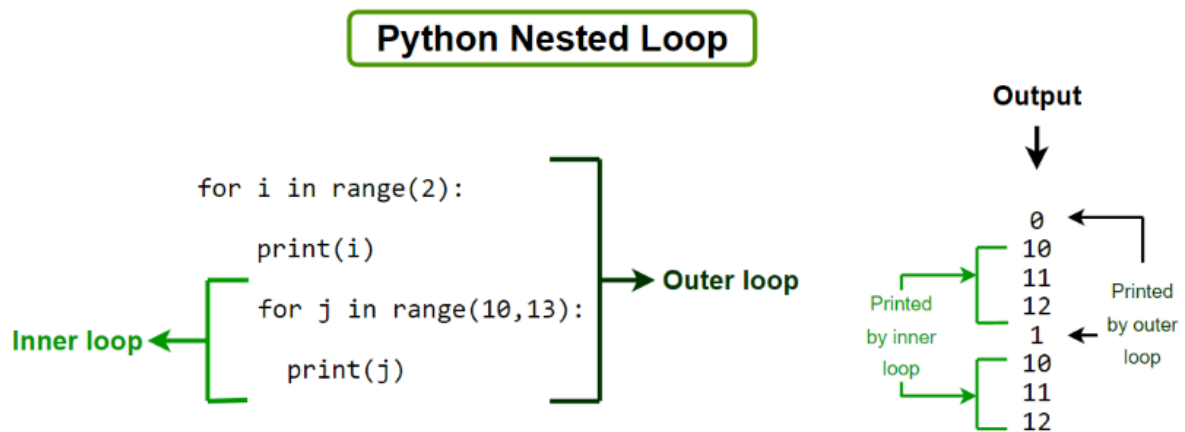 Python Nested Loop
for i in range(2):
print(i)
for j in range(10,13):
print(j)
Inner loop
Outer loop
Output
0
10
11
12
1
10
11
12
Printed
by inner
loop
Printed
by outer
loop